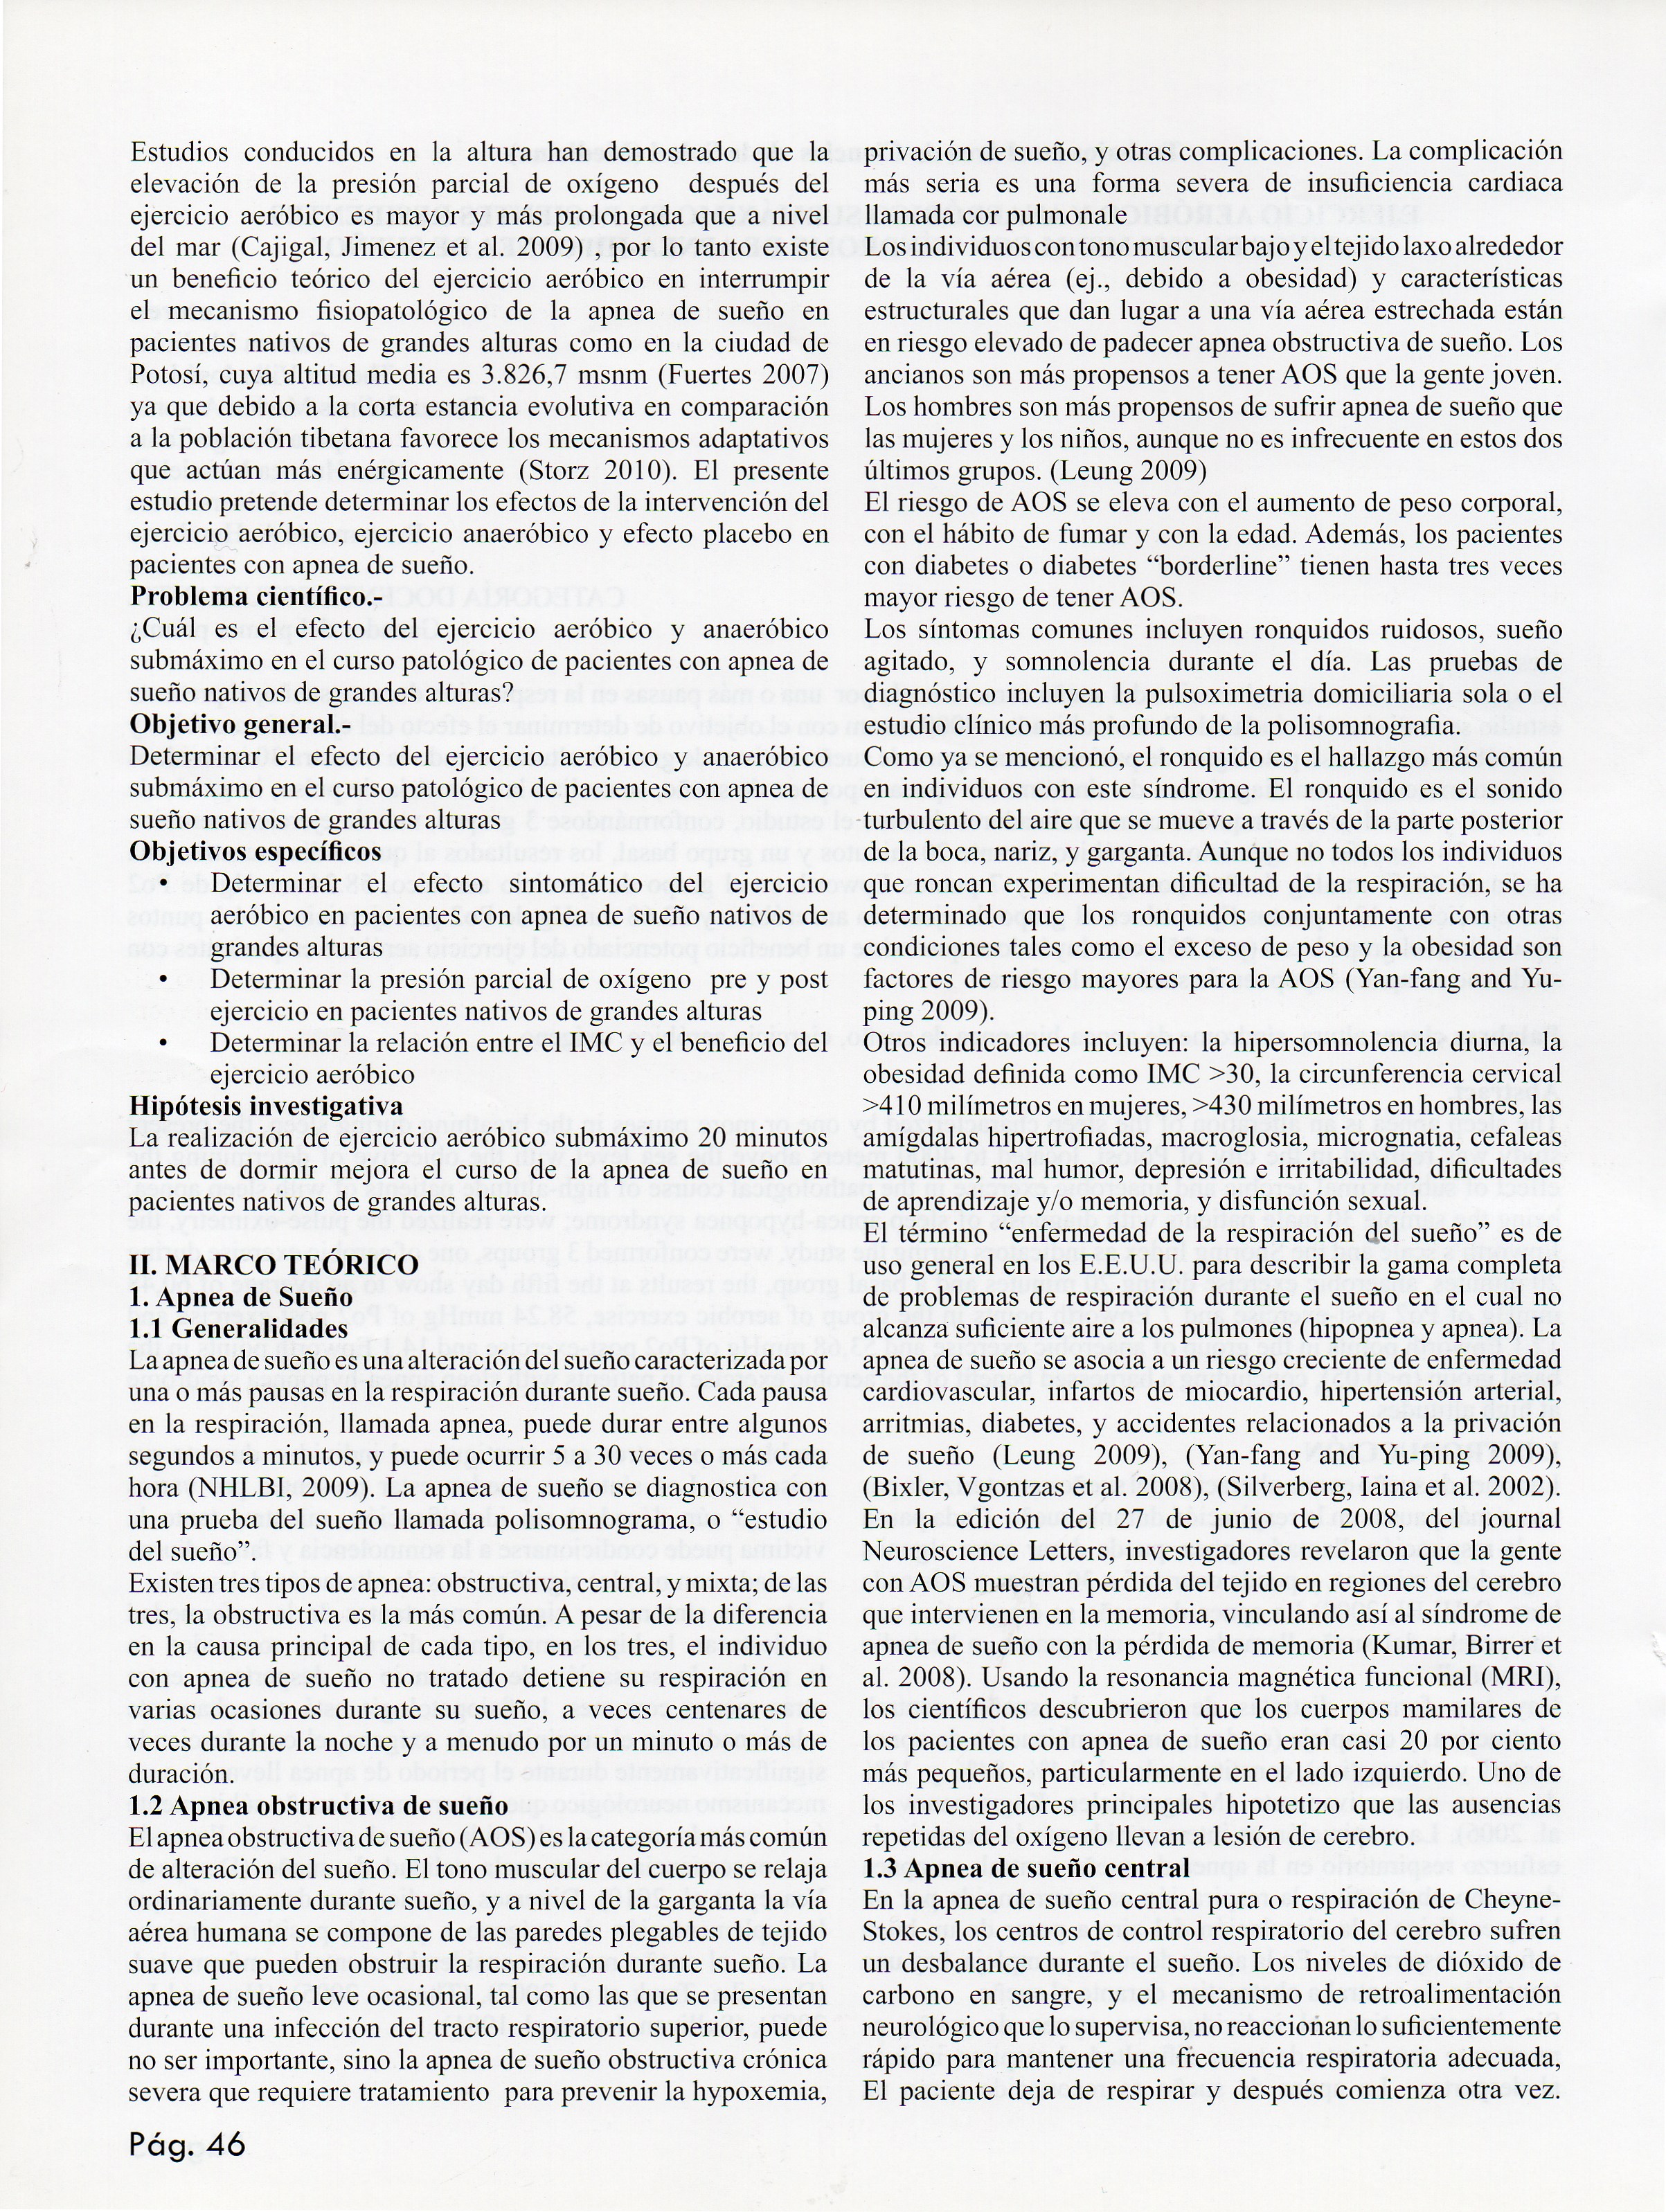 Estudios conducidos en la altura han demostrado que la
elevación de la presión parcial de oxígeno después del
ejercicio aeróbico es mayor y más prolongada que a nivel
del mar (Cajigal, Jimenez et al. 2009) , por lo tanto existe
un beneficio teórico del ejercicio aeróbico en interrumpir
el mecanismo fisiopatológico de la apnea de sueño en
pacientes nativos de grandes alturas como en la ciudad de
Potosí, cuya altitud media es 3.826,7 msnm (Fuertes 2007)
ya que debido a la corta estancia evolutiva en comparación
a la población tibetana favorece los mecanismos adaptativos
que actúan más enérgicamente (Storz 2010). El presente
estudio pretende determinar los efectos de la intervención del
ejercicio aeróbico, ejercicio anaeróbico y efecto placebo en
pacientes con apnea de sueño.
Problema científico.-
¿Cuál es el efecto del ejercicio aeróbico y anaeróbico
submáximo en el curso patológico de pacientes con apnea de
sueño nativos de grandes alturas?
Objetivo general.-
Determinar el efecto del ejercicio aeróbico y anaeróbico
submáximo en el curso patológico de pacientes con apnea de
sueño nativos de grandes alturas
Objetivos específicos
• Determinar el efecto sintomático del ejercicio
aeróbico en pacientes con apnea de sueño nativos de
grandes alturas
• Determinar la presión parcial de oxígeno pre y post
ejercicio en pacientes nativos de grandes alturas
• Determinar la relación entre el IMC y el beneficio del
ejercicio aeróbico
Hipótesis investigativa
La realización de ejercicio aeróbico submáximo 20 minutos
antes de dormir mejora el curso de la apnea de sueño en
pacientes nativos de grandes alturas.
II. MARCO TEÓRICO
1. Apnea de Sueño
1.1 Generalidades
La apnea de sueño es una alteración del sueño caracterizada por
una o más pausas en la respiración durante sueño. Cada pausa
en la respiración, llamada apnea, puede durar entre algunos
segundos a minutos, y puede ocurrir 5 a 30 veces o más cada
hora (NHLBI, 2009). La apnea de sueño se diagnostica con
una prueba del sueño llamada polisomnograma, o “estudio
del sueño”.
Existen tres tipos de apnea: obstructiva, central, y mixta; de las
tres, la obstructiva es la más común. A pesar de la diferencia
en la causa principal de cada tipo, en los tres, el individuo
con apnea de sueño no tratado detiene su respiración en
varias ocasiones durante su sueño, a veces centenares de
veces durante la noche y a menudo por un minuto o más de
duración.
1.2 Apnea obstructiva de sueño
El apnea obstructiva de sueño (AOS) es la categoría más común
de alteración del sueño. El tono muscular del cuerpo se relaja
ordinariamente durante sueño, y a nivel de la garganta la vía
aérea humana se compone de las paredes plegables de tejido
suave que pueden obstruir la respiración durante sueño. La
apnea de sueño leve ocasional, tal como las que se presentan
durante una infección del tracto respiratorio superior, puede
no ser importante, sino la apnea de sueño obstructiva crónica
severa que requiere tratamiento para prevenir la hypoxemia,
privación de sueño, y otras complicaciones. La complicación
más seria es una forma severa de insuficiencia cardiaca
llamada cor pulmonale
Los individuos con tono muscular bajo y el tejido laxo alrededor
de la vía aérea (ej., debido a obesidad) y características
estructurales que dan lugar a una vía aérea estrechada están
en riesgo elevado de padecer apnea obstructiva de sueño. Los
ancianos son más propensos a tener AOS que la gente joven.
Los hombres son más propensos de sufrir apnea de sueño que
las mujeres y los niños, aunque no es infrecuente en estos dos
últimos grupos. (Leung 2009)
El riesgo de AOS se eleva con el aumento de peso corporal,
con el hábito de fumar y con la edad. Además, los pacientes
con diabetes o diabetes “borderline” tienen hasta tres veces
mayor riesgo de tener AOS.
Los síntomas comunes incluyen ronquidos ruidosos, sueño
agitado, y somnolencia durante el día. Las pruebas de
diagnóstico incluyen la pulsoximetria domiciliaria sola o el
estudio clínico más profundo de la polisomnografia.
Como ya se mencionó, el ronquido es el hallazgo más común
en individuos con este síndrome. El ronquido es el sonido
turbulento del aire que se mueve a través de la parte posterior
de la boca, nariz, y garganta. Aunque no todos los individuos
que roncan experimentan dificultad de la respiración, se ha
determinado que los ronquidos conjuntamente con otras
condiciones tales como el exceso de peso y la obesidad son
factores de riesgo mayores para la AOS (Yan-fang and Yu-
ping 2009).
Otros indicadores incluyen: la hipersomnolencia diurna, la
obesidad definida como IMC >30, la circunferencia cervical
>410 milímetros en mujeres, >430 milímetros en hombres, las
amígdalas hipertrofiadas, macroglosia, micrognatia, cefaleas
matutinas, mal humor, depresión e irritabilidad, dificultades
de aprendizaje y/o memoria, y disfunción sexual.
El término “enfermedad de la respiración del sueño” es de
uso general en los E.E.U.U. para describir la gama completa
de problemas de respiración durante el sueño en el cual no
alcanza suficiente aire a los pulmones (hipopnea y apnea). La
apnea de sueño se asocia a un riesgo creciente de enfermedad
cardiovascular, infartos de miocardio, hipertensión arterial,
arritmias, diabetes, y accidentes relacionados a la privación
de sueño (Leung 2009), (Yan-fang and Yu-ping 2009),
(Bixler, Vgontzas et al. 2008), (Silverberg, Iaina et al. 2002).
En la edición del 27 de junio de 2008, del journal
Neuroscience Letters, investigadores revelaron que la gente
con AOS muestran pérdida del tejido en regiones del cerebro
que intervienen en la memoria, vinculando así al síndrome de
apnea de sueño con la pérdida de memoria (Kumar, Birrer et
al. 2008). Usando la resonancia magnética funcional (MRI),
los científicos descubrieron que los cuerpos mamilares de
los pacientes con apnea de sueño eran casi 20 por ciento
más pequeños, particularmente en el lado izquierdo. Uno de
los investigadores principales hipotetizo que las ausencias
repetidas del oxígeno llevan a lesión de cerebro.
1.3 Apnea de sueño central
En la apnea de sueño central pura o respiración de Cheyne-
Stokes, los centros de control respiratorio del cerebro sufren
un desbalance durante el sueño. Los niveles de dióxido de
carbono en sangre, y el mecanismo de retroalimentación
neurológico que lo supervisa, no reaccionan lo suficientemente
rápido para mantener una frecuencia respiratoria adecuada,
El paciente deja de respirar y después comienza otra vez.
Pág. 46